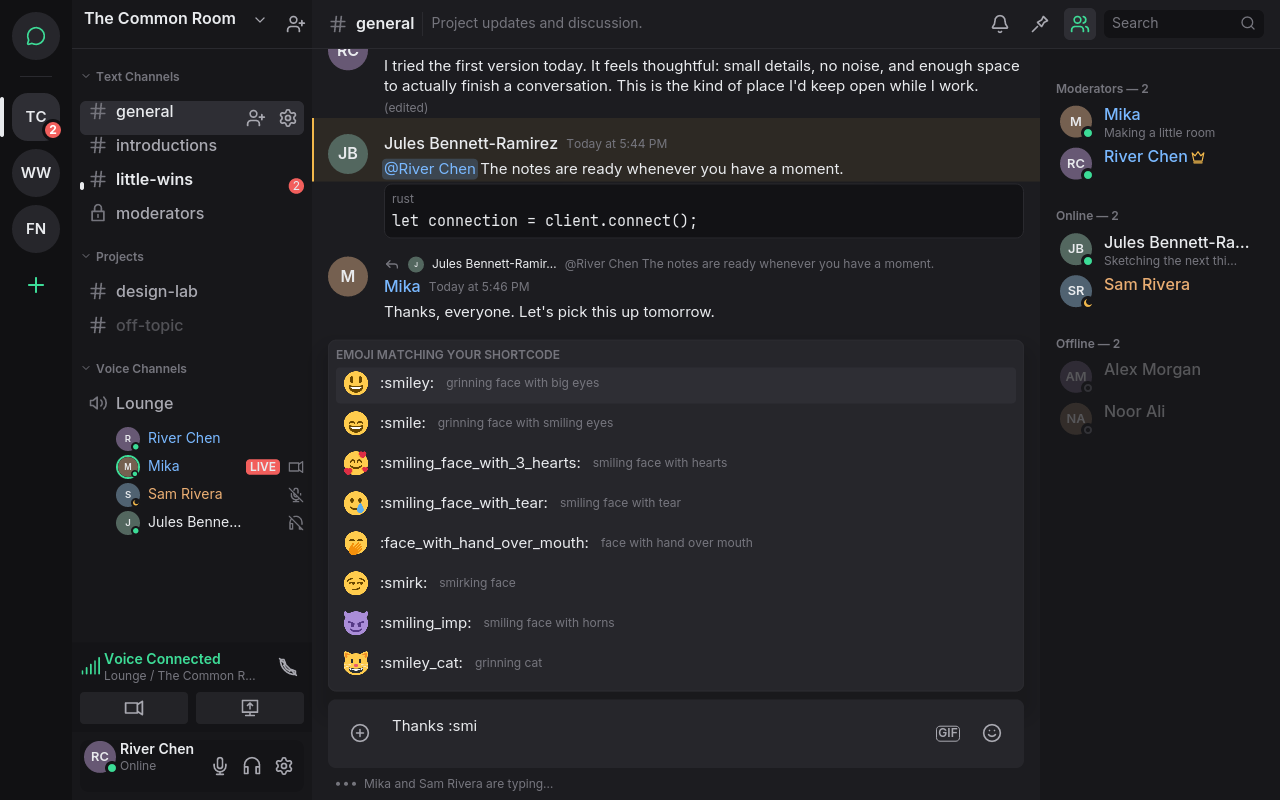 The Common Room
general
Project updates and discussion.
Search
TC
2
WW
FN
Text Channels
general
introductions
little-wins
2
moderators
Projects
design-lab
off-topic
Voice Channels
Lounge
R
River Chen
M
Mika
LIVE
S
Sam Rivera
J
Jules Benne...
Voice Connected
Lounge / The Common R...
RC
River Chen
Online
RC
I tried the first version today. It feels thoughtful: small details, no noise, and enough space
to actually finish a conversation. This is the kind of place I'd keep open while I work.
(edited)
JB
Jules Bennett-Ramirez Today at 5:44 PM
@River Chen The notes are ready whenever you have a moment.
rust
let connection = client.connect();
J
Jules Bennett-Ramir... @River Chen The notes are ready whenever you have a moment.
M
Mika Today at 5:46 PM
Thanks, everyone. Let's pick this up tomorrow.
EMOJI MATCHING YOUR SHORTCODE
:smiley: grinning face with big eyes
:smile: grinning face with smiling eyes
:smiling_face_with_3_hearts: smiling face with hearts
:smiling_face_with_tear: smiling face with tear
:face_with_hand_over_mouth: face with hand over mouth
:smirk: smirking face
:smiling_imp: smiling face with horns
:smiley_cat: grinning cat
Thanks :smi
GIF
Mika and Sam Rivera are typing...
Moderators — 2
M
Mika
Making a little room
RC
River Chen
Online — 2
JB
Jules Bennett-Ra...
Sketching the next thi...
SR
Sam Rivera
Offline — 2
AM
Alex Morgan
NA
Noor Ali